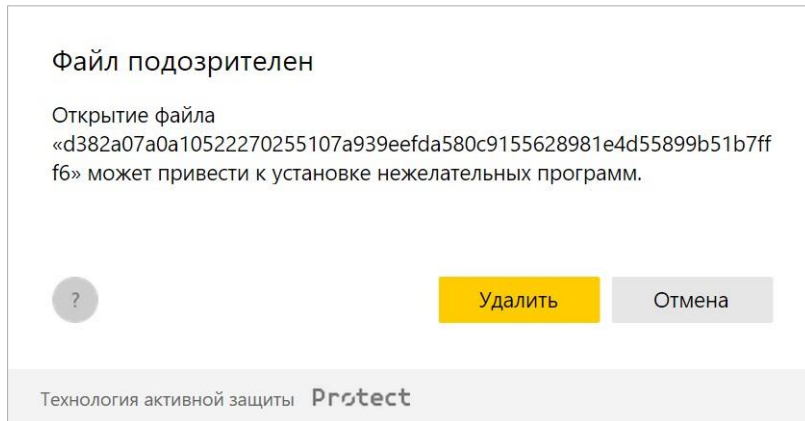 Файл подозрителен
Открытие файла
«d382a07a0a10522270255107a939eefda580c9155628981e4d55899b51b7ff
f6» может привести к установке нежелательных программ.
?
Удалить
Отмена
Технология активной защиты Protect